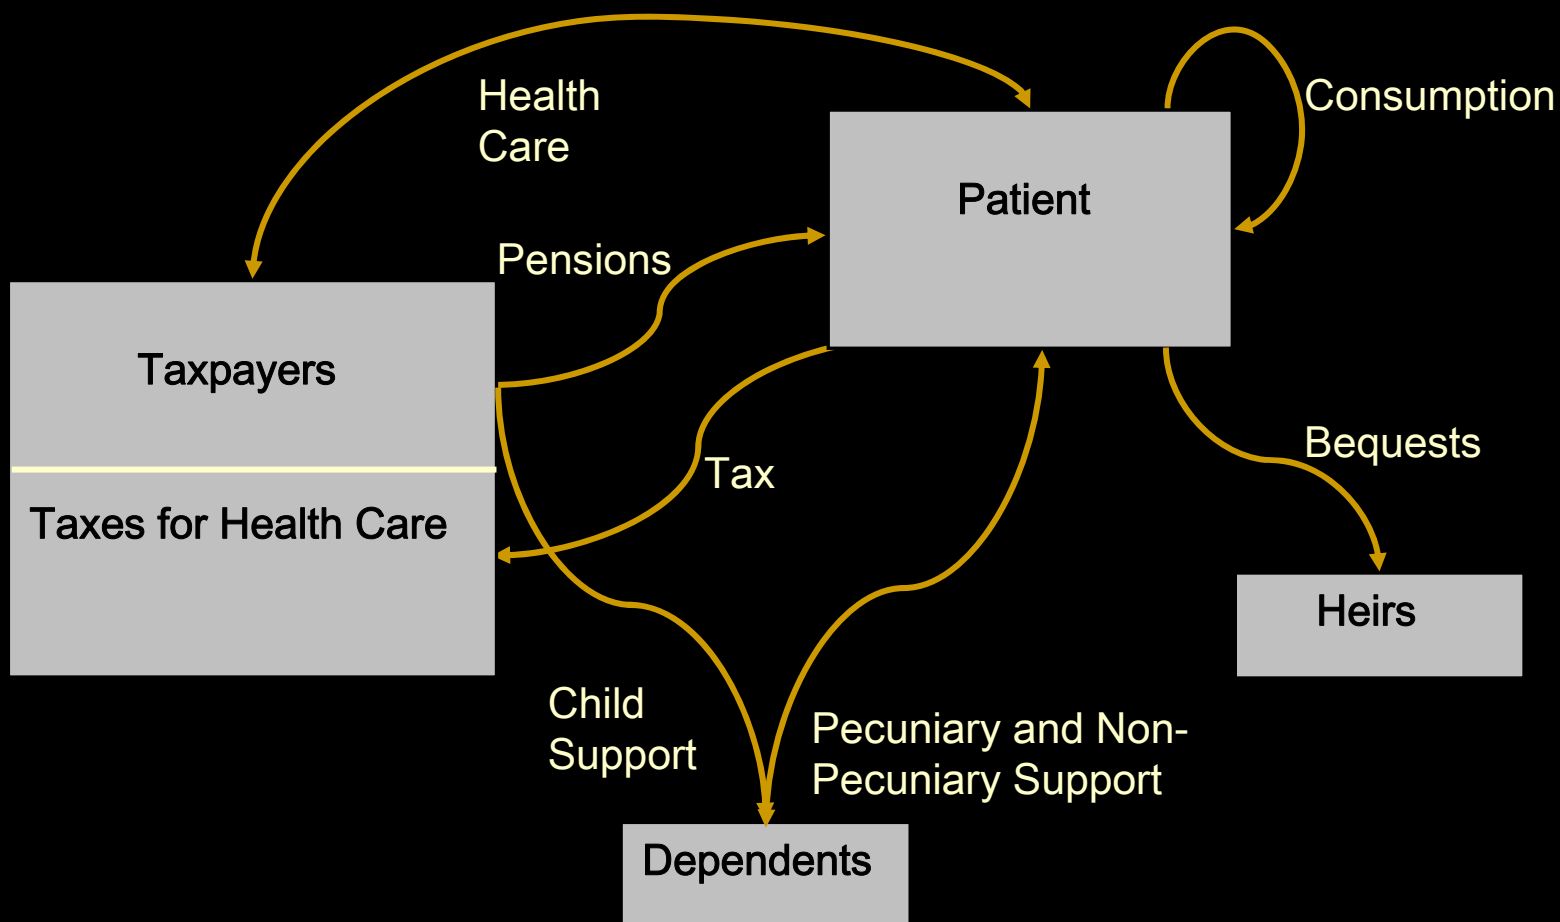 Health
Care
Consumption
Patient
Pensions
Taxpayers
Bequests
Tax
Taxes for Health Care
Heirs
Child
Support
Pecuniary and Non-
Pecuniary Support
Dependents